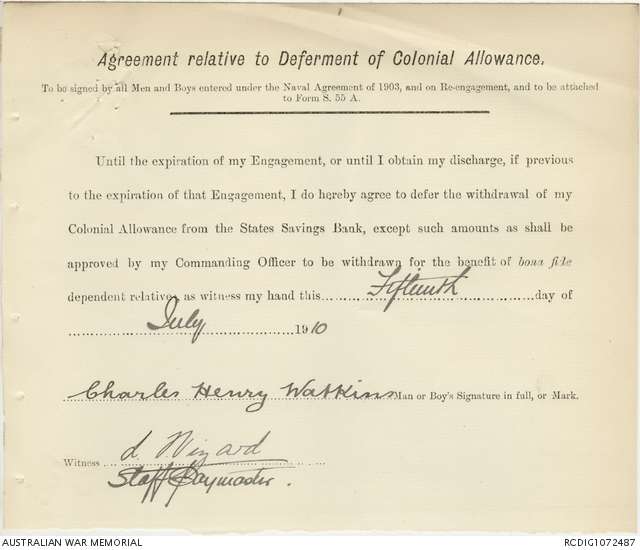 Agreement relative to Deferment of Colonial Allowance.
To be signed by all Men and Boys entered under the Naval Agreement of 1903, and on Re-engagement, and to be attached
to Form S. 55 A.
Until the expiration of my Engagement, or until I obtain my discharge, if previous
to the expiration of that Engagement, I do hereby agree to defer the withdrawal of my
Colonial Allowance from the States Savings Bank, except such amounts as shall be
approved by my Commanding Officer to be withdrawn for the benefit of bona fide
dependent relatives as witness my hand this Fifteenth day of
July 1910
Charles Henry Watkins Man or Boy's Signature in full, or Mark.
Witness
Staff Paymaster.
AUSTRALIAN WAR MEMORIAL RCDIG1072487